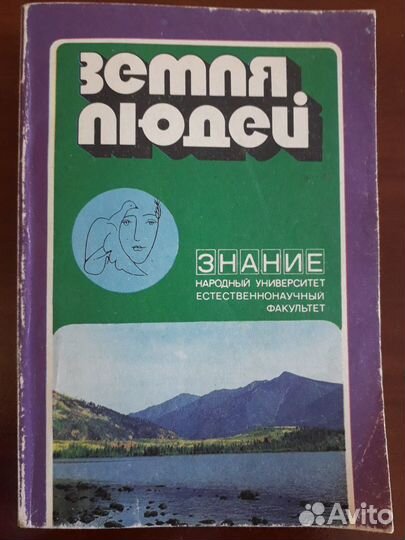 Земля
людей
ЗНАНИЕ
НАРОДНЫЙ УНИВЕРСИТЕТ
ЕСТЕСТВЕННОНАУЧНЫЙ
ФАКУЛЬТЕТ
Avito